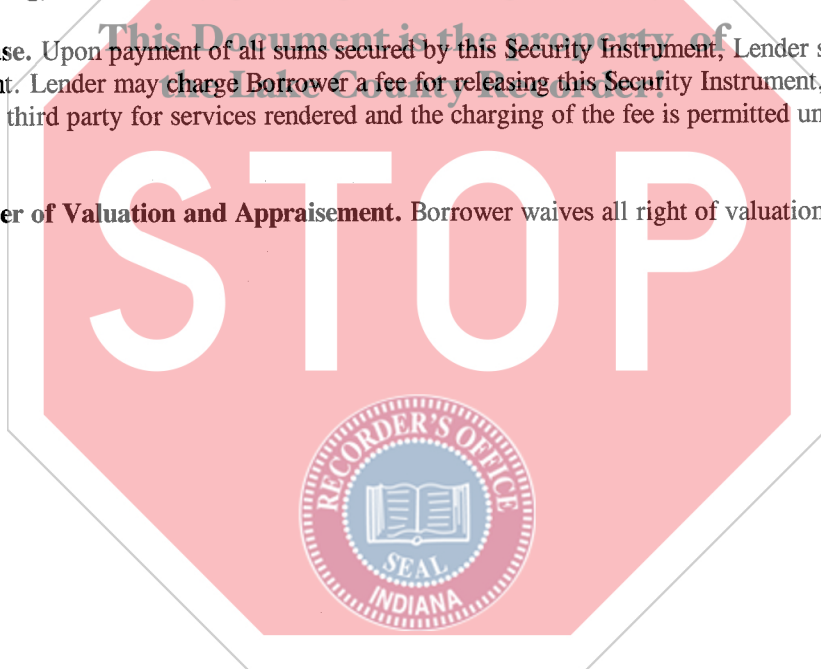 This Document is the property of
se. Upon payment of all sums secured by this Security Instrument, Lender s
the Lake County Recorder!
t. Lender may charge Borrower a fee for releasing this Security Instrument,
third party for services rendered and the charging of the fee is permitted un
STOP
er of Valuation and Appraisement. Borrower waives all right of valuation
RECORDER'S OFFICE
SEAL
INDIANA